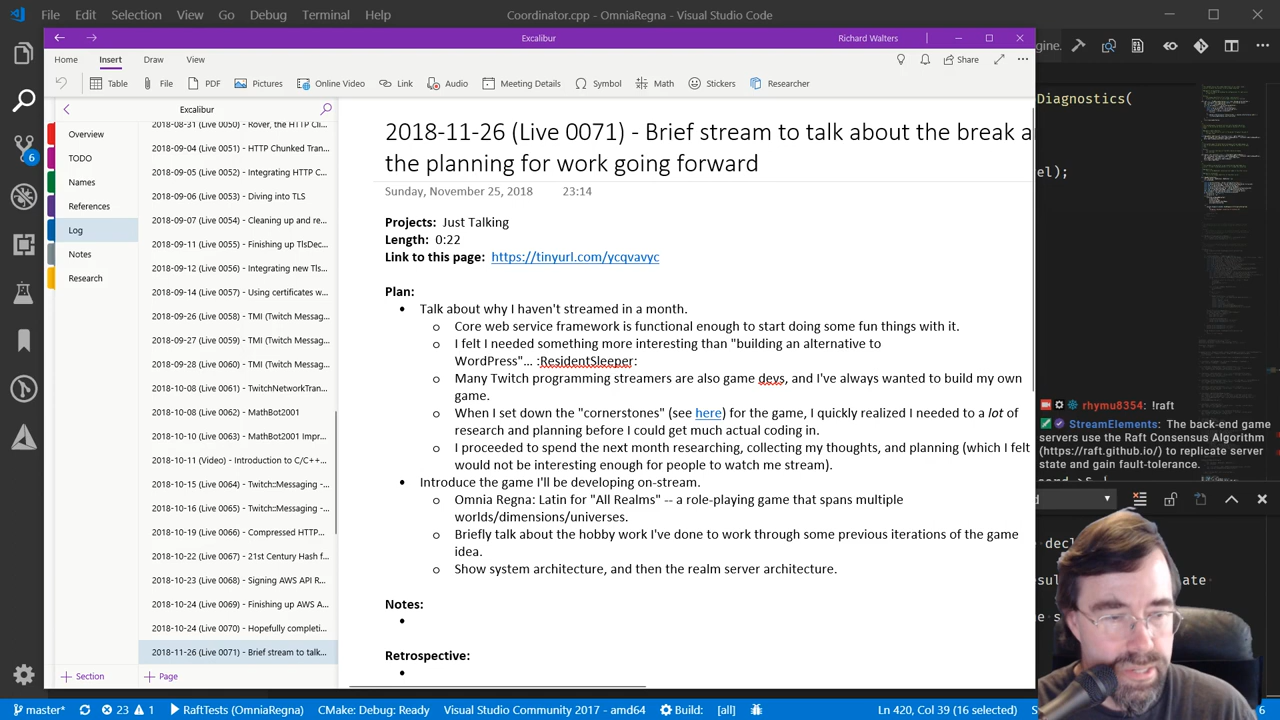 File Edit Selection View Go Debug Terminal Help
Coordinator.cpp - OmniaRegna - Visual Studio Code
Excalibur
Richard Walters
Home Insert Draw View
Share
Table File PDF Pictures Online Video Link Audio Meeting Details Symbol Math Stickers Researcher
Excalibur
Overview
TODO
Names
References
Log
Notes
Research
2018-08-31 (Live 0050) - Rover, the HTTP Cli...
2018-09-04 (Live 0051) - HTTP Chunked Tran...
2018-09-05 (Live 0052) - Integrating HTTP C...
2018-09-06 (Live 0053) - Diving into TLS
2018-09-07 (Live 0054) - Cleaning up and re...
2018-09-11 (Live 0055) - Finishing up TlsDec...
2018-09-12 (Live 0056) - Integrating new Tls...
2018-09-14 (Live 0057) - Using certificates w...
2018-09-26 (Live 0058) - TMI (Twitch Messag...
2018-09-27 (Live 0059) - TMI (Twitch Messag...
2018-09-28 (Live 0060) - TMI (Twitch Messag...
2018-10-08 (Live 0061) - TwitchNetworkTran...
2018-10-08 (Live 0062) - MathBot2001
2018-10-10 (Live 0063) - MathBot2001 Impr...
2018-10-11 (Video) - Introduction to C/C++...
2018-10-15 (Live 0064) - Twitch::Messaging -...
2018-10-16 (Live 0065) - Twitch::Messaging -...
2018-10-19 (Live 0066) - Compressed HTTP...
2018-10-22 (Live 0067) - 21st Century Hash f...
2018-10-23 (Live 0068) - Signing AWS API R...
2018-10-24 (Live 0069) - Finishing up AWS A...
2018-10-24 (Live 0070) - Hopefully completi...
2018-11-26 (Live 0071) - Brief stream to talk...
Section
Page
2018-11-26 (Live 0071) - Brief stream to talk about the break a
the planning for work going forward
Sunday, November 25, 2018 23:14
Projects: Just Talking
Length: 0:22
Link to this page: https://tinyurl.com/ycqvavyc
Plan:
• Talk about why I haven't streamed in a month.
o Core web service framework is functional enough to start doing some fun things with it.
o I felt I needed something more interesting than "building an alternative to
WordPress"... :ResidentSleeper:
o Many Twitch programming streamers are also game devs, and I've always wanted to build my own
game.
o When I set down the "cornerstones" (see here) for the game, I quickly realized I needed to a lot of
research and planning before I could get much actual coding in.
o I proceeded to spend the next month researching, collecting my thoughts, and planning (which I felt
would not be interesting enough for people to watch me stream).
• Introduce the game I'll be developing on-stream.
o Omnia Regna: Latin for "All Realms" -- a role-playing game that spans multiple
worlds/dimensions/universes.
o Briefly talk about the hobby work I've done to work through some previous iterations of the game
idea.
o Show system architecture, and then the realm server architecture.
Notes:
•
Retrospective:
•
gine.
Diagnostics(
el);
rhymu8354: !raft
StreamElements: The back-end game
servers use the Raft Consensus Algorithm
(https://raft.github.io/) to replicate server
state and gain fault-tolerance.
6
master* 23 1 RaftTests (OmniaRegna) CMake: Debug: Ready Visual Studio Community 2017 - amd64 Build: [all] Ln 420, Col 39 (16 selected) 6